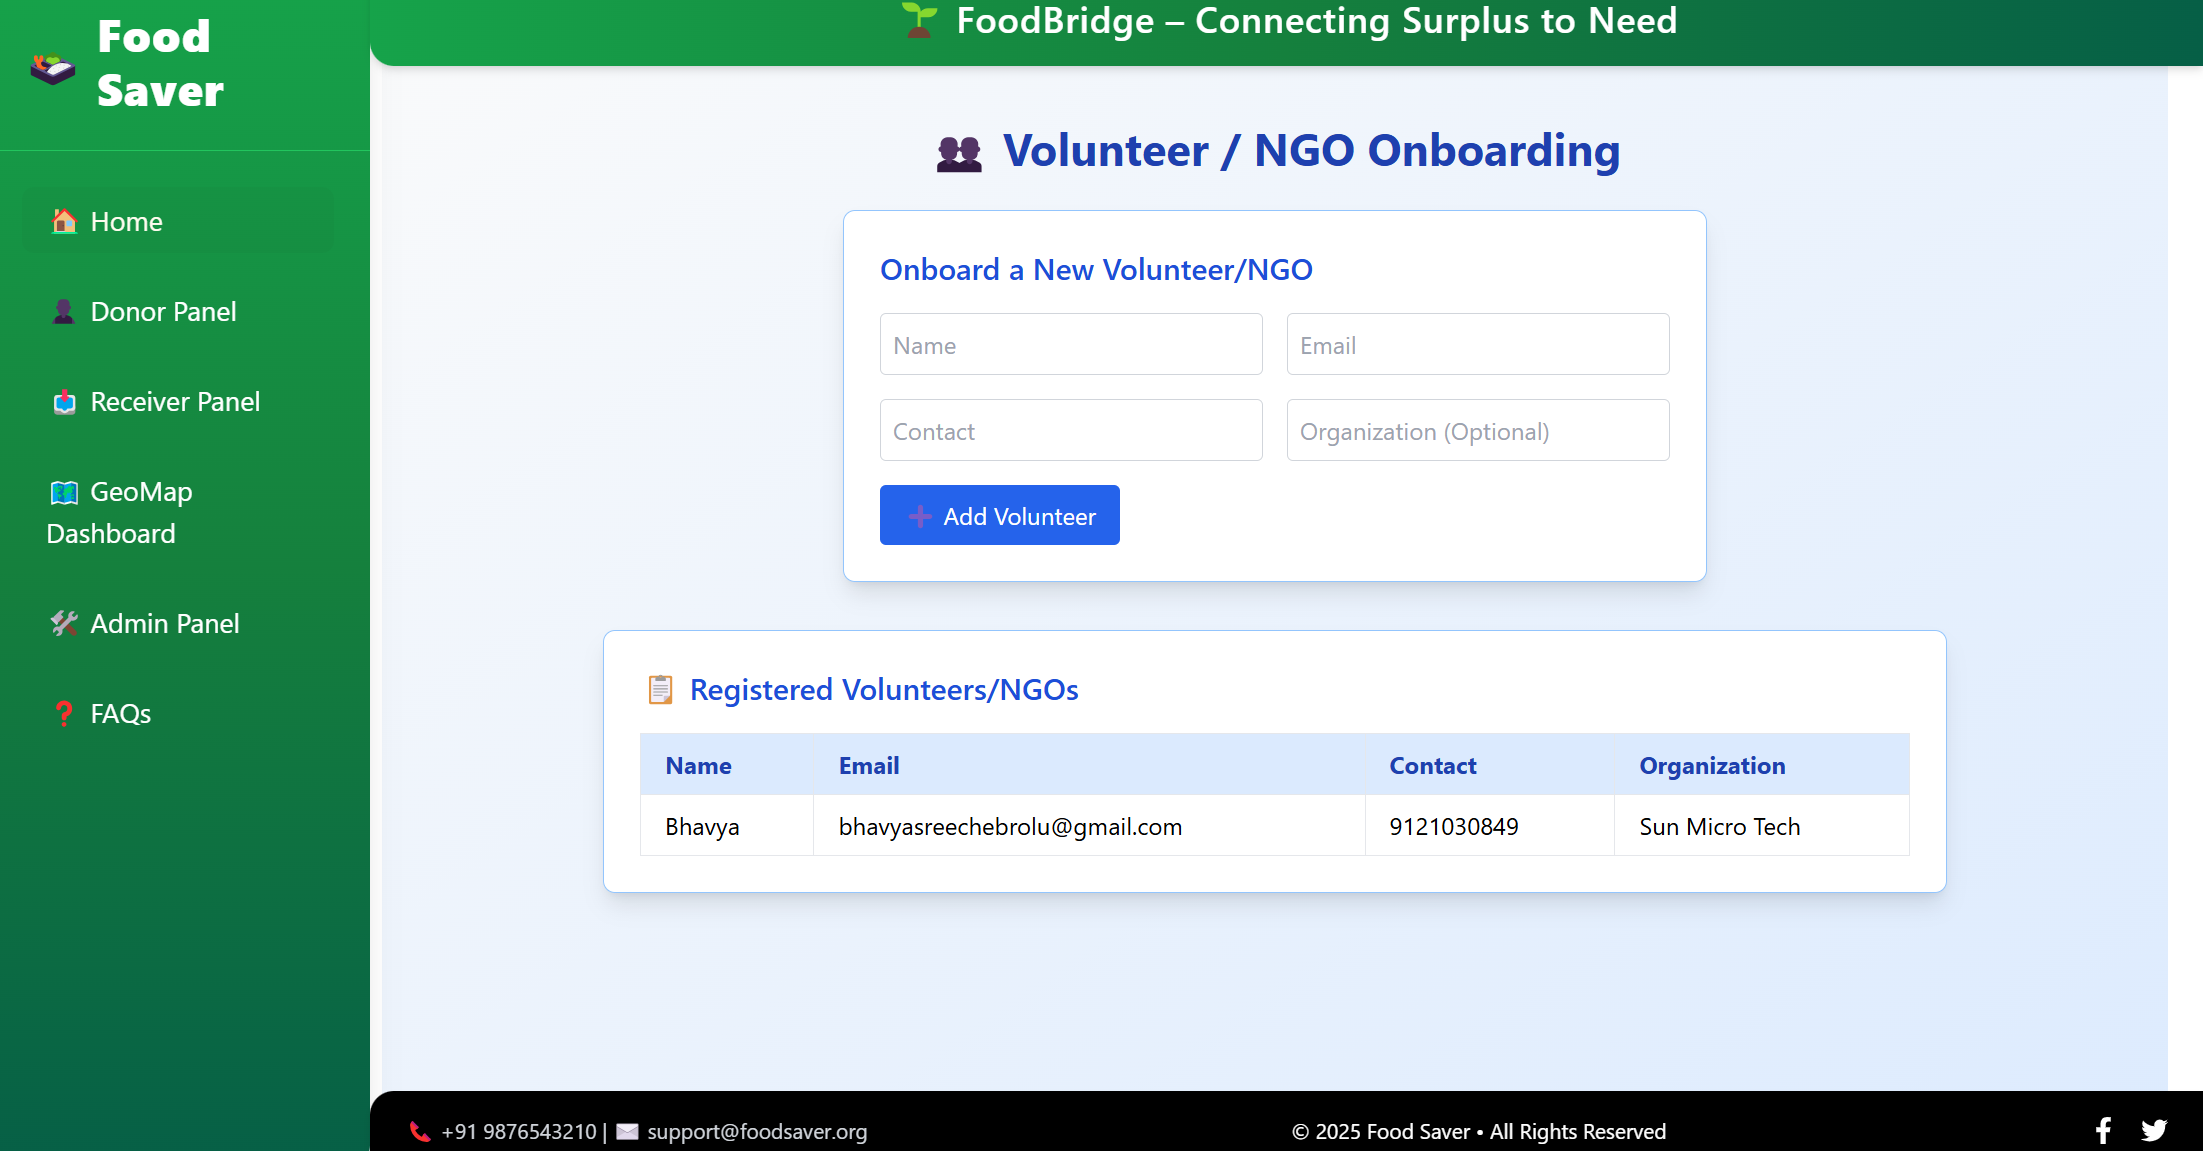 Food
Saver
Home
Donor Panel
Receiver Panel
GeoMap
Dashboard
Admin Panel
FAQs
FoodBridge – Connecting Surplus to Need
Volunteer / NGO Onboarding
Onboard a New Volunteer/NGO
Name Email
Contact Organization (Optional)
Add Volunteer
Registered Volunteers/NGOs
Name Email Contact Organization
Bhavya bhavyasreechebrolu@gmail.com 9121030849 Sun Micro Tech
+91 9876543210 | support@foodsaver.org © 2025 Food Saver • All Rights Reserved